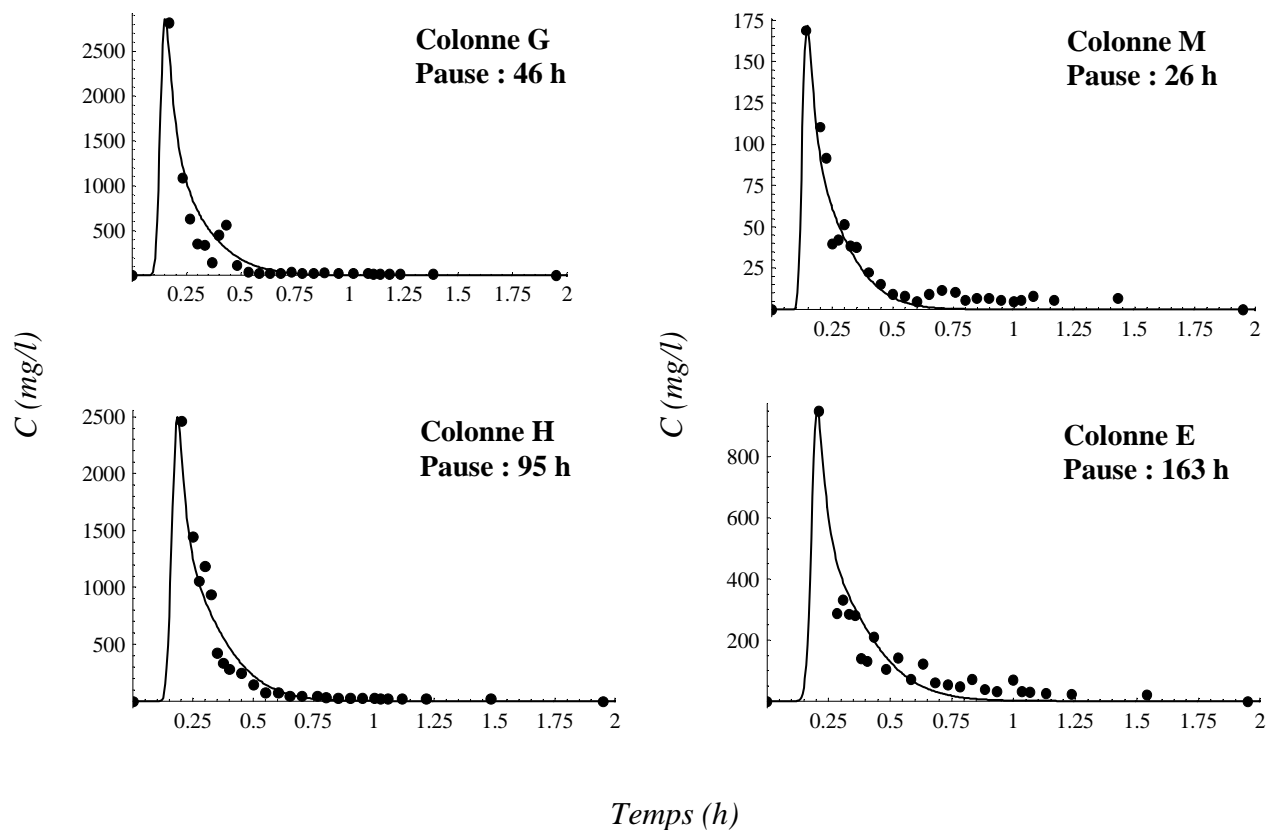 Colonne G
Pause : 46 h
2500
2000
1500
1000
500
0.25 0.5 0.75 1 1.25 1.5 1.75 2
Colonne M
Pause : 26 h
175
150
125
100
75
50
25
0.25 0.5 0.75 1 1.25 1.5 1.75 2
C (mg/l)
C (mg/l)
Colonne H
Pause : 95 h
2500
2000
1500
1000
500
0.25 0.5 0.75 1 1.25 1.5 1.75 2
Colonne E
Pause : 163 h
800
600
400
200
0.25 0.5 0.75 1 1.25 1.5 1.75 2
Temps (h)